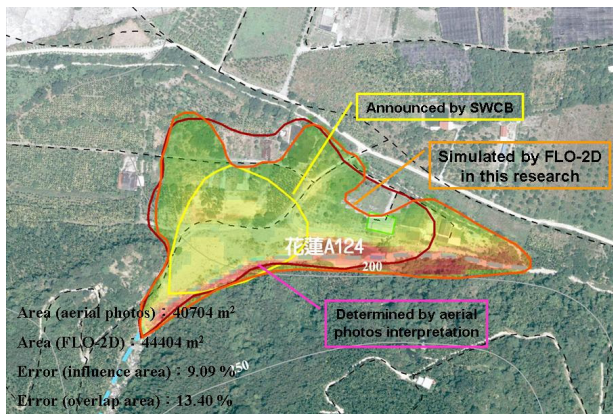 Announced by SWCB
Simulated by FLO-2D
in this research
花蓮A124
200
Determined by aerial
photos interpretation
Area (aerial photos)：40704 m²
Area (FLO-2D)：44404 m²
Error (influence area)：9.09 %
Error (overlap area)：13.40 %